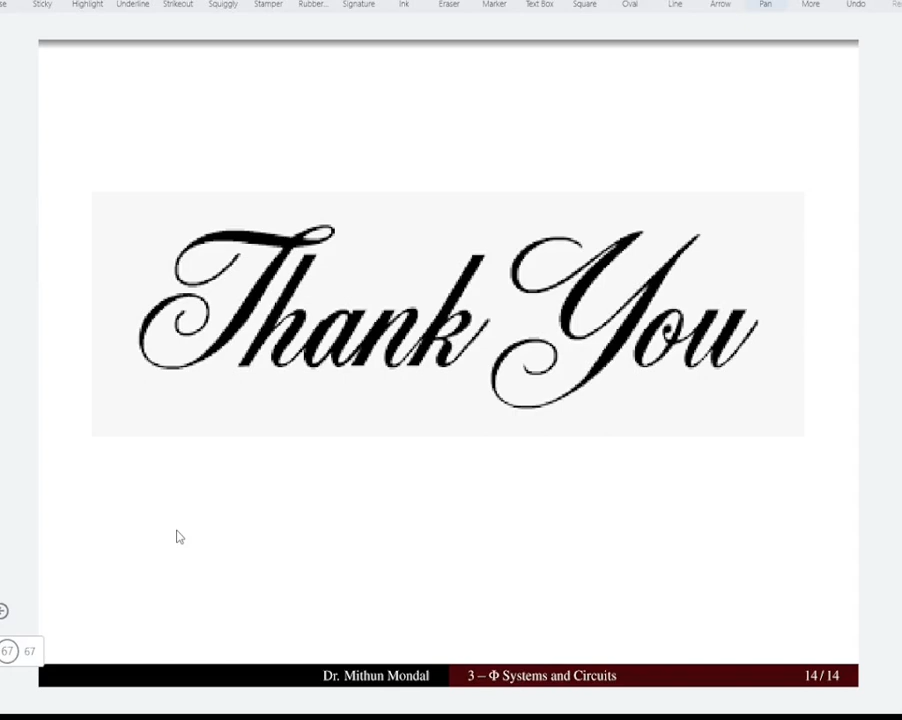 Sticky Highlight Underline Strikeout Squiggly Stamper Rubber... Signature Ink Eraser Marker Text Box Square Oval Line Arrow Pan More Undo
Thank You
67 67
Dr. Mithun Mondal 3 – Φ Systems and Circuits 14 / 14